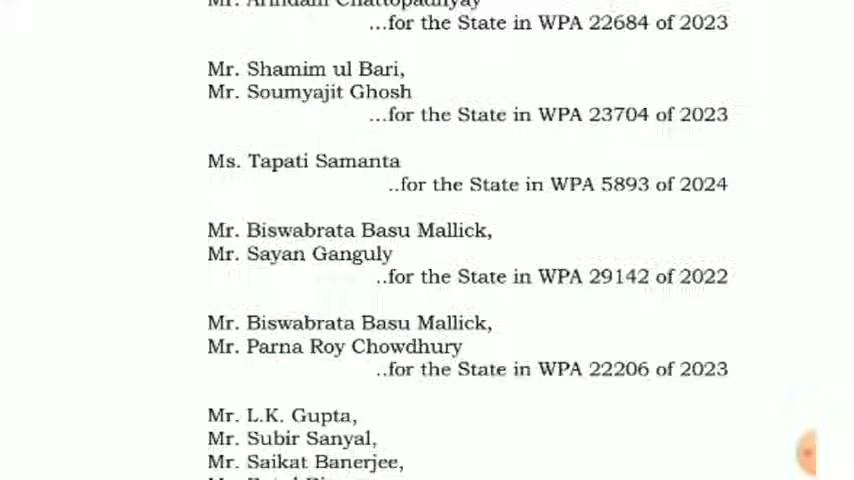 ...for the State in WPA 22684 of 2023
Mr. Shamim ul Bari,
Mr. Soumyajit Ghosh
...for the State in WPA 23704 of 2023
Ms. Tapati Samanta
..for the State in WPA 5893 of 2024
Mr. Biswabrata Basu Mallick,
Mr. Sayan Ganguly
..for the State in WPA 29142 of 2022
Mr. Biswabrata Basu Mallick,
Mr. Parna Roy Chowdhury
..for the State in WPA 22206 of 2023
Mr. L.K. Gupta,
Mr. Subir Sanyal,
Mr. Saikat Banerjee,